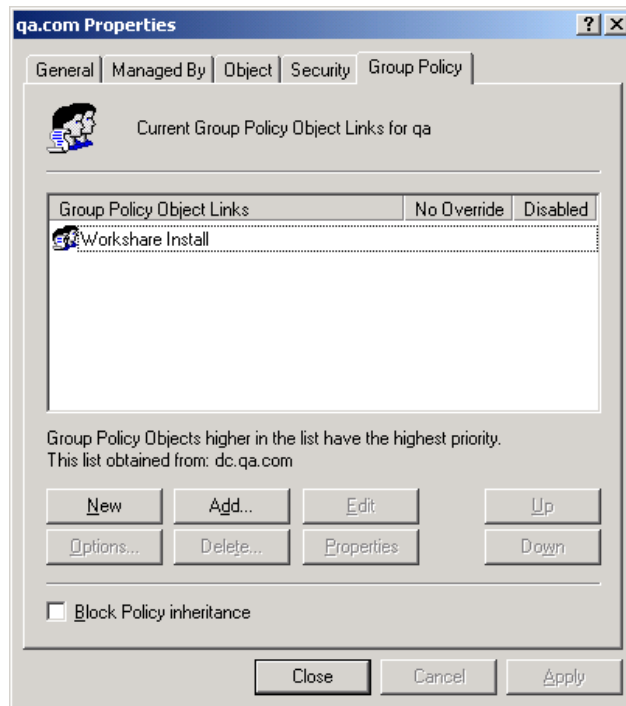 qa.com Properties
General Managed By Object Security Group Policy
Current Group Policy Object Links for qa
Group Policy Object Links No Override Disabled
Workshare Install
Group Policy Objects higher in the list have the highest priority.
This list obtained from: dc.qa.com
New Add... Edit Up
Options... Delete... Properties Down
Block Policy inheritance
Close Cancel Apply